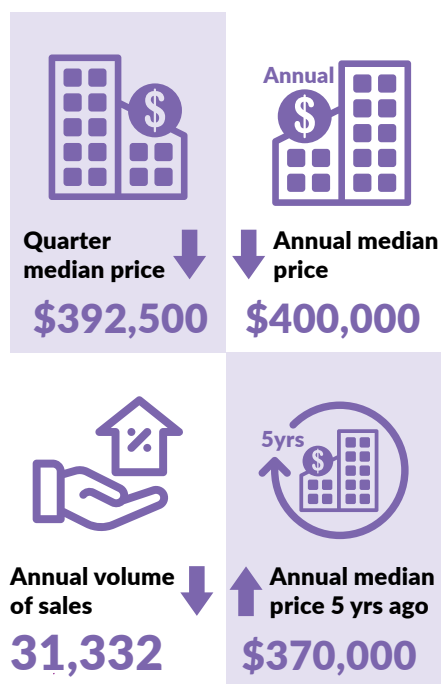 $
Quarter
median price
$392,500
Annual
$
Annual median
price
$400,000
%
Annual volume
of sales
31,332
5yrs
$
Annual median
price 5 yrs ago
$370,000